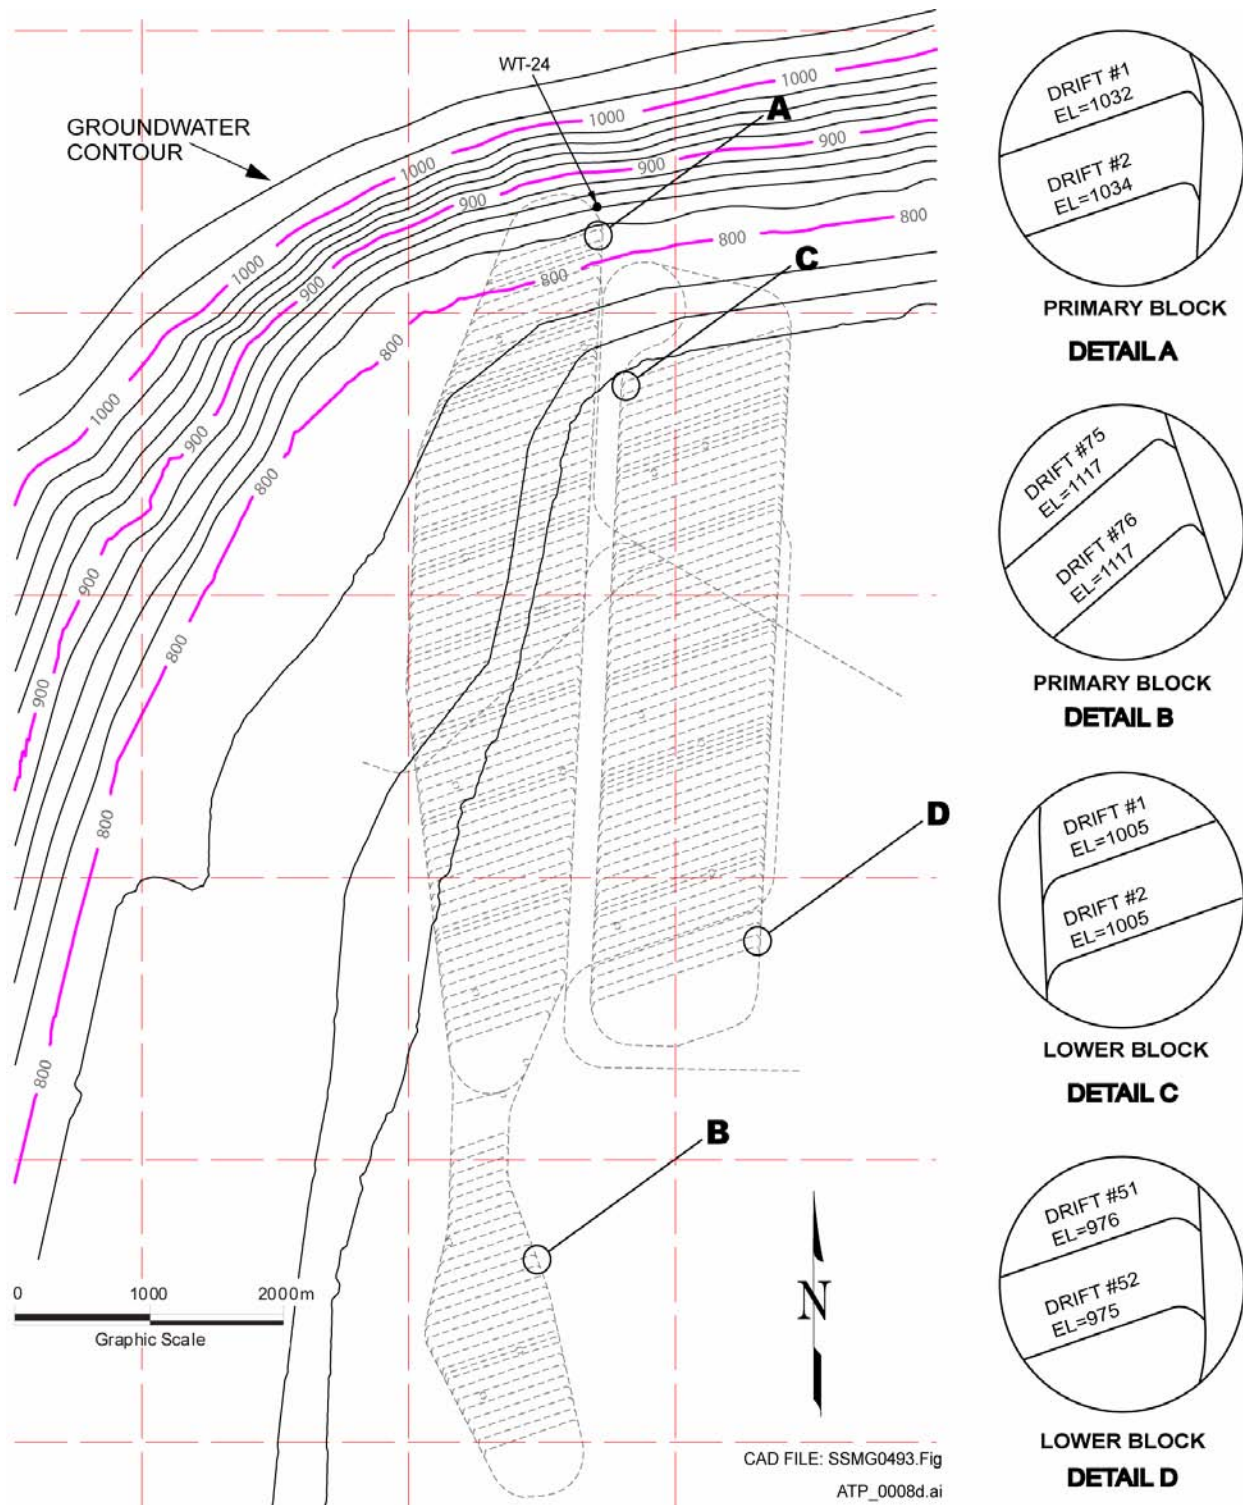 WT-24
GROUNDWATER
CONTOUR
1000
1000
1000
1000
1000
900
900
900
900
900
900
900
900
800
800
800
800
800
800
800
800
A
C
D
B
0 1000 2000m
Graphic Scale
N
CAD FILE: SSMG0493.Fig
ATP_0008d.ai
DRIFT #1
EL=1032
DRIFT #2
EL=1034
PRIMARY BLOCK
DETAIL A
DRIFT #75
EL=1117
DRIFT #76
EL=1117
PRIMARY BLOCK
DETAIL B
DRIFT #1
EL=1005
DRIFT #2
EL=1005
LOWER BLOCK
DETAIL C
DRIFT #51
EL=976
DRIFT #52
EL=975
LOWER BLOCK
DETAIL D